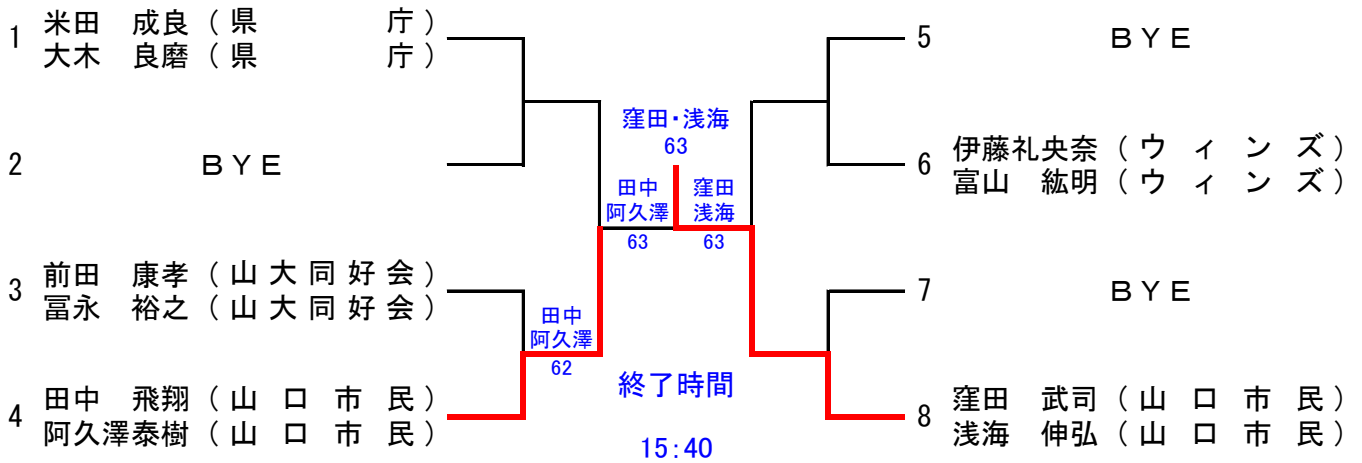 1 米田 成良 ( 県 庁 )
大木 良磨 ( 県 庁 )
2 BYE
3 前田 康孝 ( 山 大 同 好 会 )
冨永 裕之 ( 山 大 同 好 会 )
4 田中 飛翔 ( 山 口 市 民 )
阿久澤泰樹 ( 山 口 市 民 )
田中
阿久澤
62
窪田・浅海
63
田中
阿久澤
63
窪田
浅海
63
終了時間
15:40
5 BYE
6 伊藤礼央奈 ( ウ ィ ン ズ )
富山 紘明 ( ウ ィ ン ズ )
7 BYE
8 窪田 武司 ( 山 口 市 民 )
浅海 伸弘 ( 山 口 市 民 )